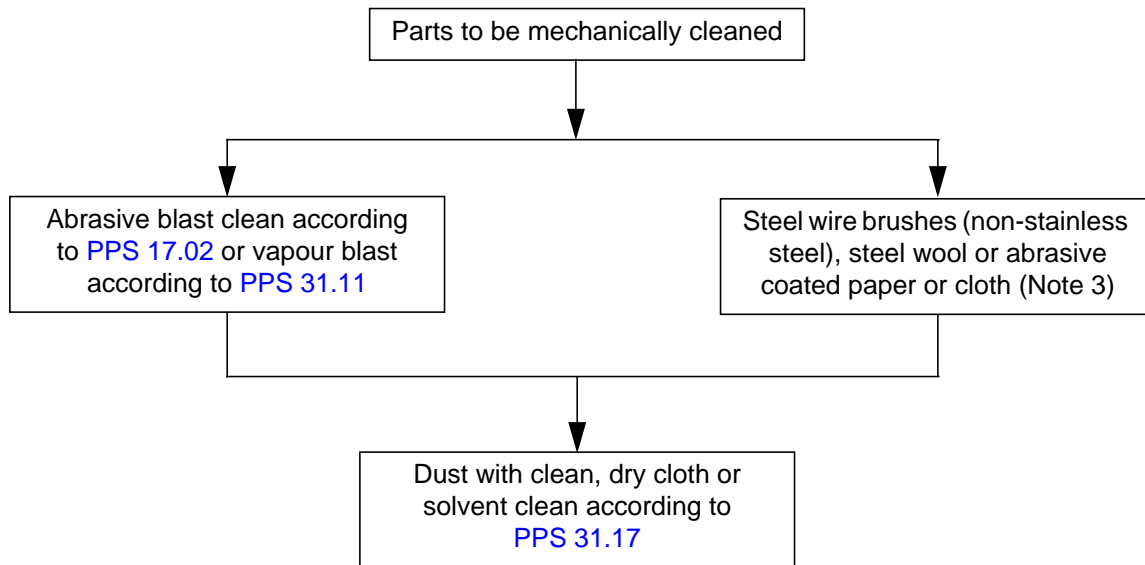 Parts to be mechanically cleaned
Abrasive blast clean according
to PPS 17.02 or vapour blast
according to PPS 31.11
Steel wire brushes (non-stainless
steel), steel wool or abrasive
coated paper or cloth (Note 3)
Dust with clean, dry cloth or
solvent clean according to
PPS 31.17